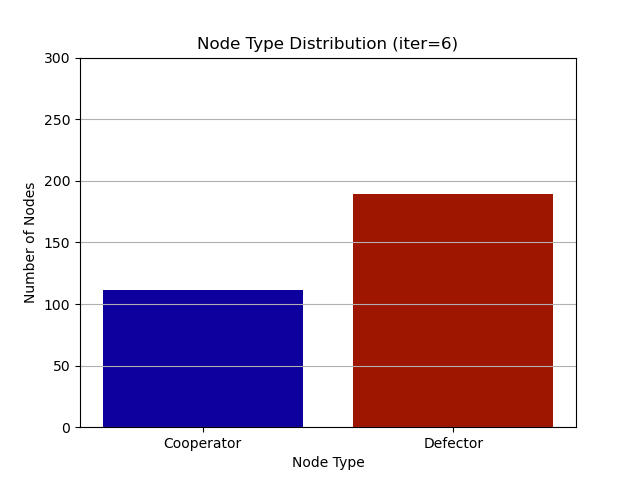 Node Type Distribution (iter=6)
300
250
200
150
100
50
0
Number of Nodes
Cooperator
Defector
Node Type